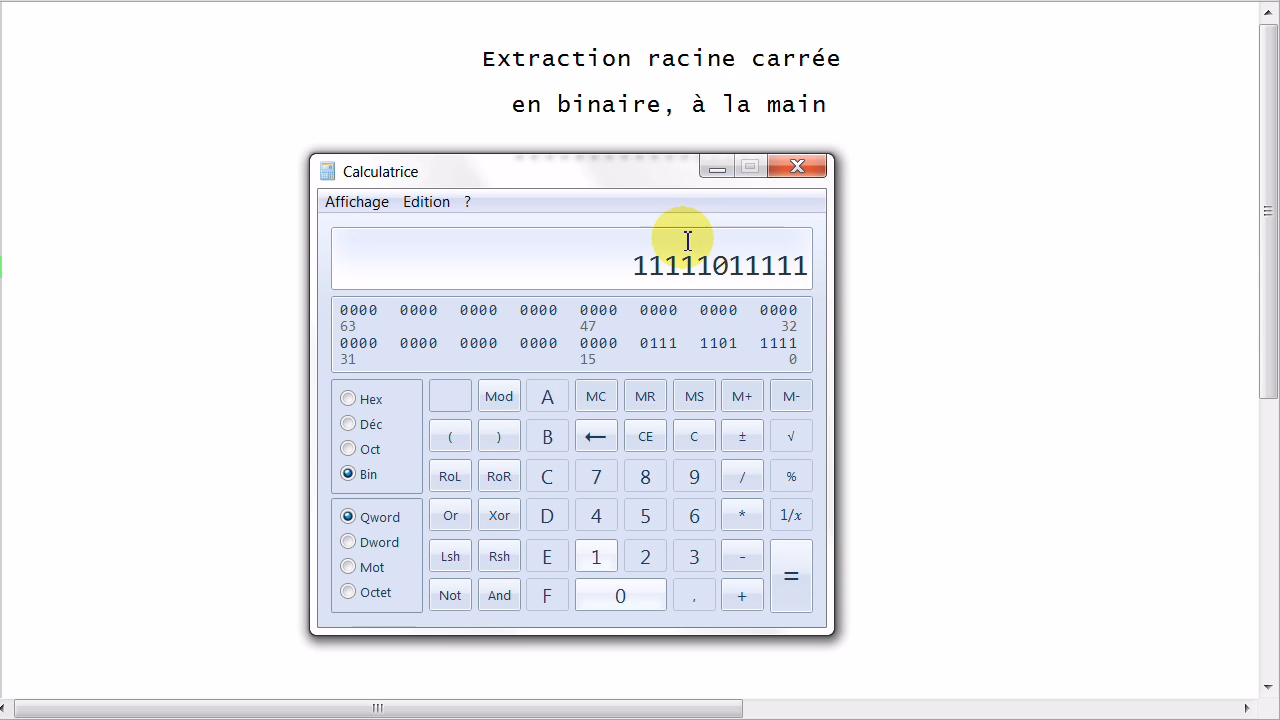 Extraction racine carrée
en binaire, à la main
Calculatrice
Affichage Edition ?
11111011111
0000 0000 0000 0000 0000 0000 0000 0000
63 47 32
0000 0000 0000 0000 0000 0111 1101 1111
31 15 0
Hex Mod A MC MR MS M+ M-
Déc ( ) B ← CE C ± √
Oct
Bin RoL RoR C 7 8 9 / %
Qword Or Xor D 4 5 6 * 1/x
Dword
Mot Lsh Rsh E 1 2 3 - =
Octet Not And F 0 , +